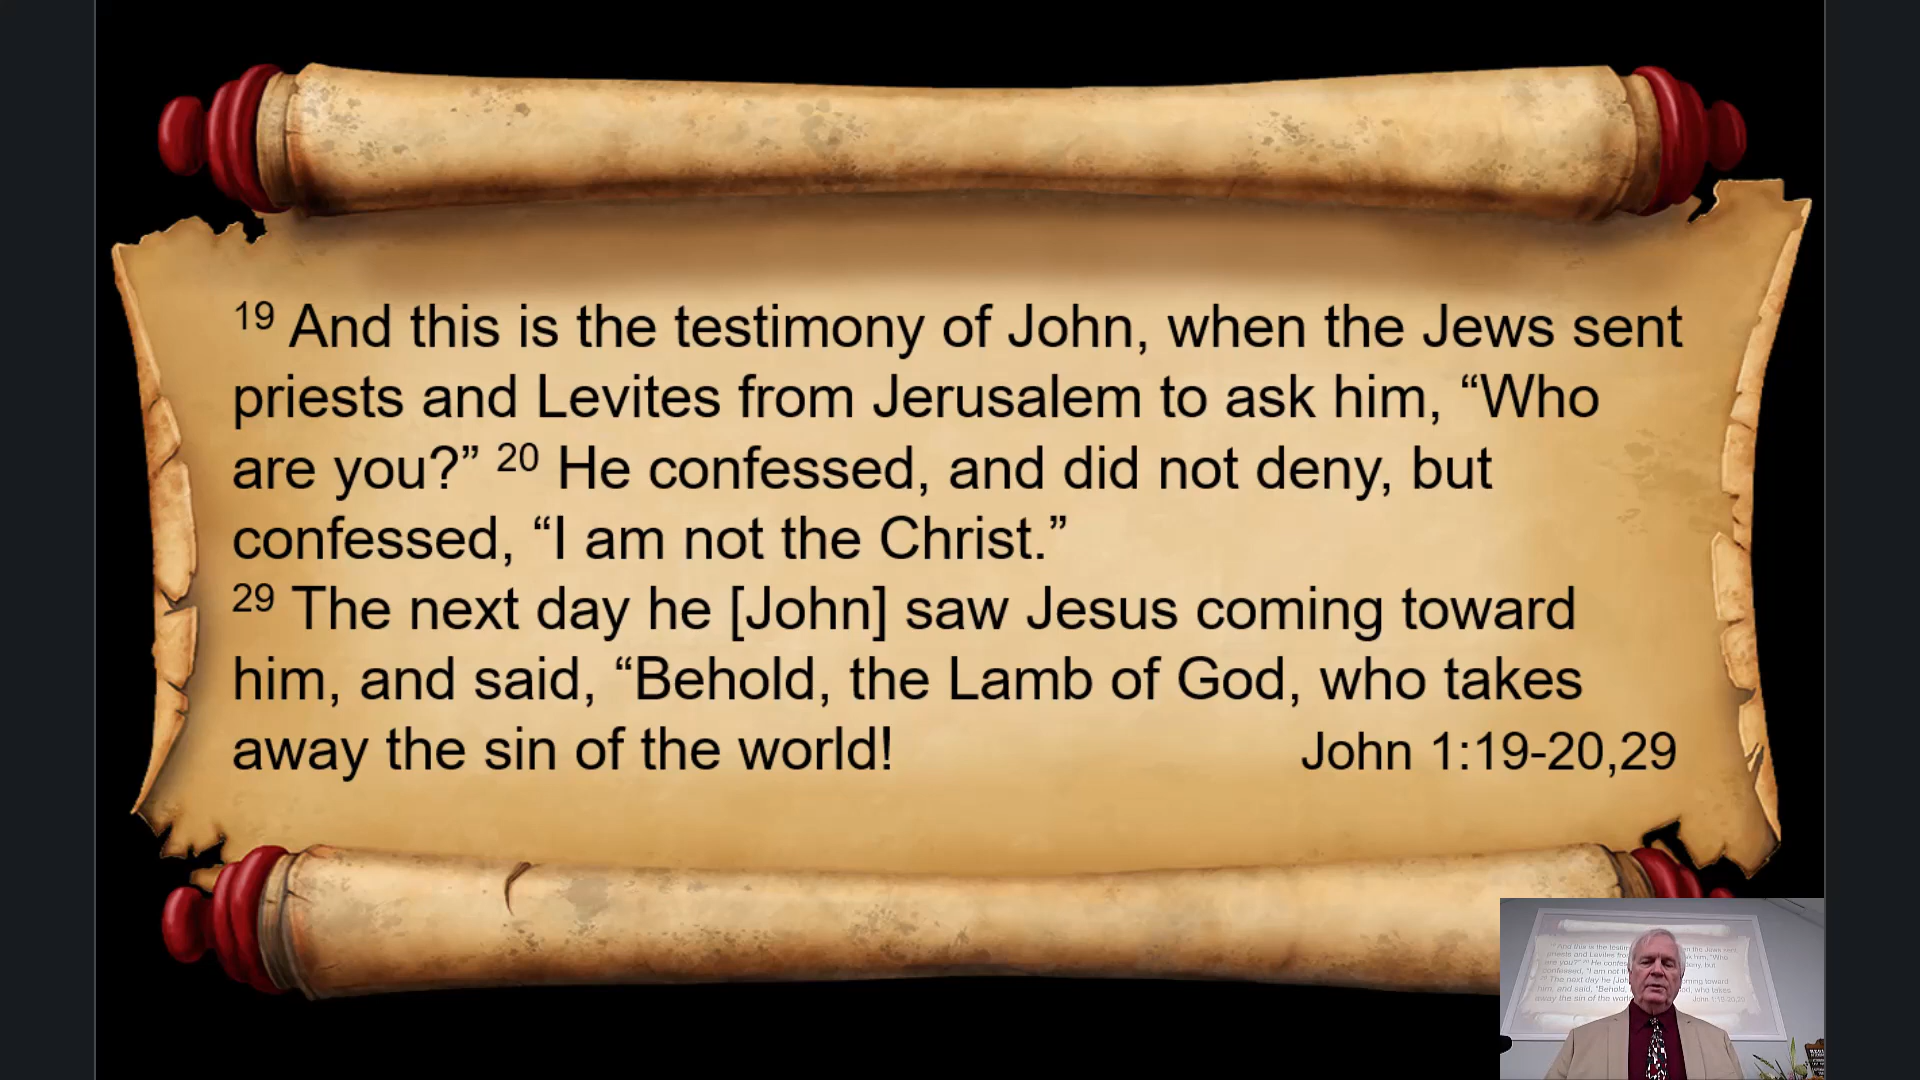 19 And this is the testimony of John, when the Jews sent
priests and Levites from Jerusalem to ask him, “Who
are you?” 20 He confessed, and did not deny, but
confessed, “I am not the Christ.”
29 The next day he [John] saw Jesus coming toward
him, and said, “Behold, the Lamb of God, who takes
away the sin of the world! John 1:19-20,29